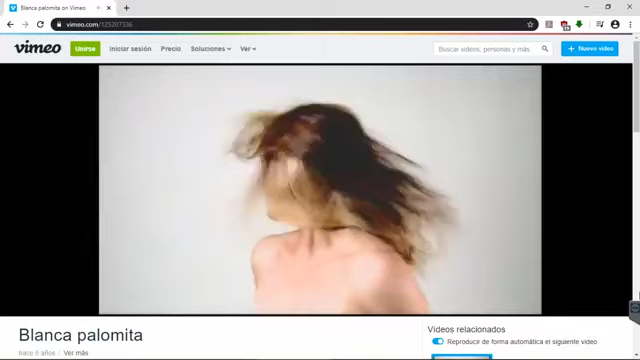 Blanca palomita on Vimeo
vimeo.com/125207336
vimeo
Unirse
Iniciar sesión
Precio
Soluciones
Ver
Buscar videos, personas y más.
+ Nuevo video
Blanca palomita
hace 5 años
Ver más
Vídeos relacionados
Reproducir de forma automática el siguiente video